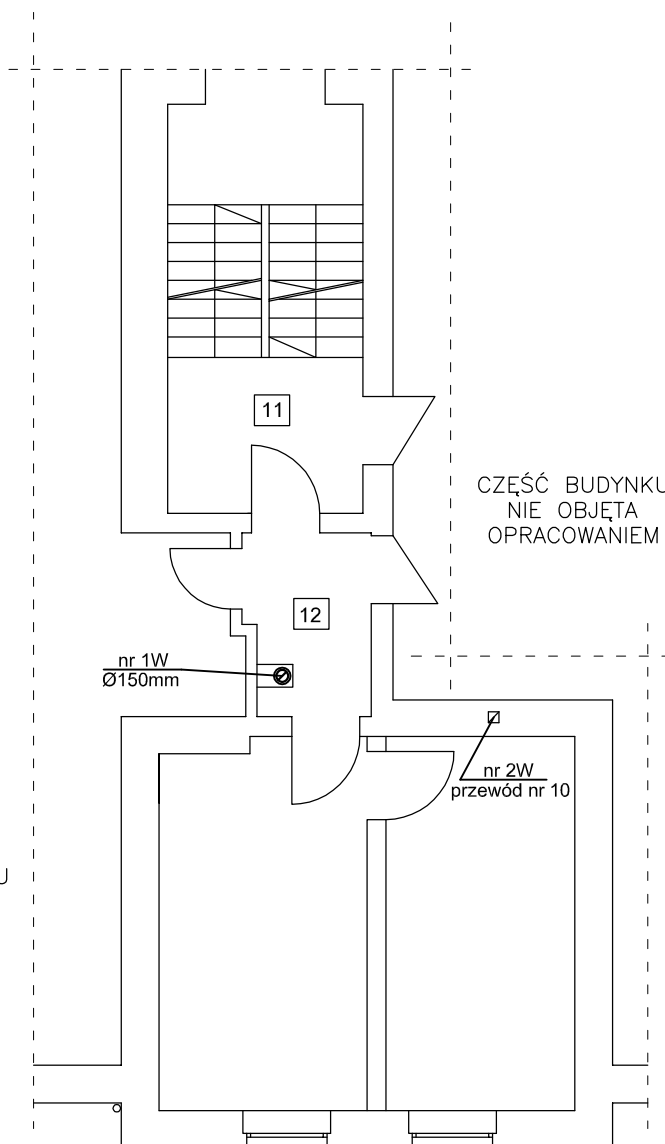 11
CZĘŚĆ BUDYNKU
NIE OBJĘTA
OPRACOWANIEM
12
nr 1W
Ø150mm
nr 2W
przewód nr 10
U